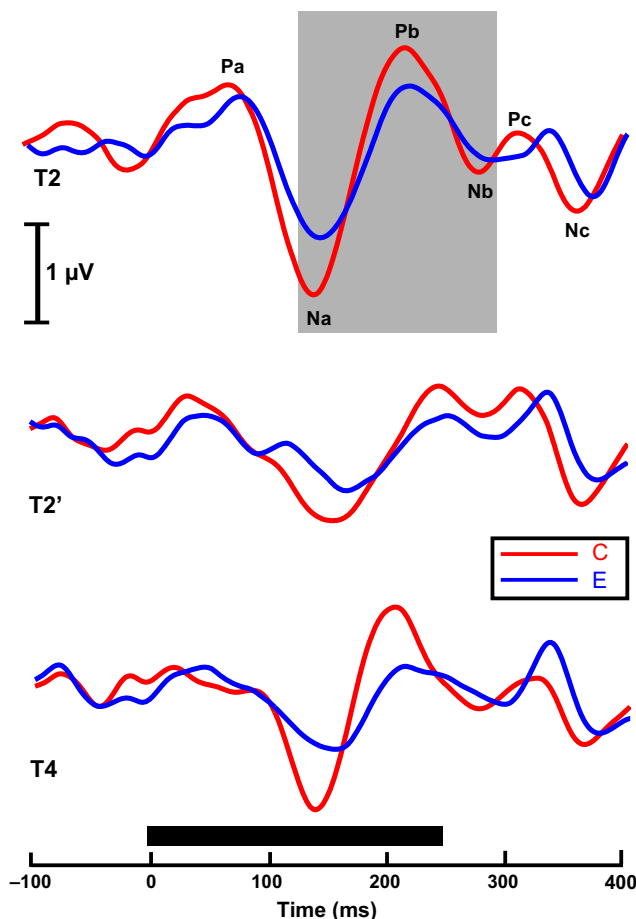 Pb
Pa
Pc
T2
Nb
Nc
1 µV
Na
T2’
C
E
T4
–100 0 100 200 300 400
Time (ms)